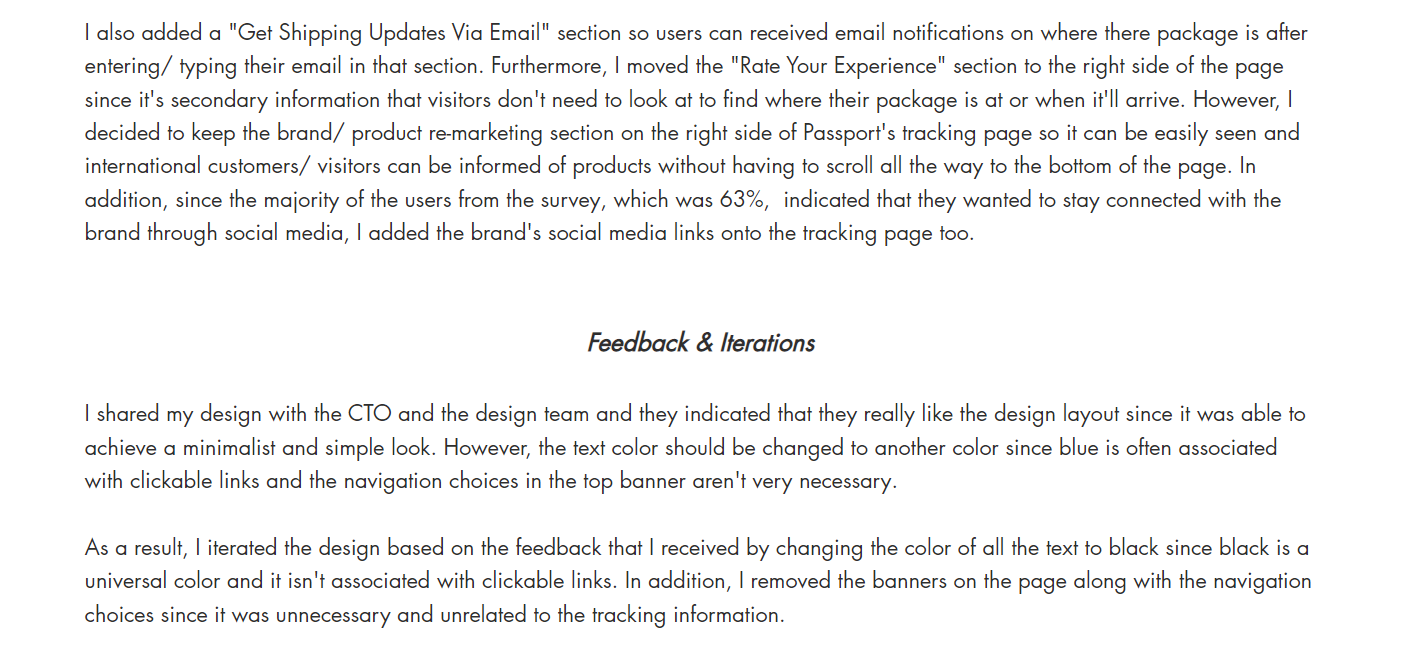 I also added a "Get Shipping Updates Via Email" section so users can received email notifications on where there package is after
entering/ typing their email in that section. Furthermore, I moved the "Rate Your Experience" section to the right side of the page
since it's secondary information that visitors don't need to look at to find where their package is at or when it'll arrive. However, I
decided to keep the brand/ product re-marketing section on the right side of Passport's tracking page so it can be easily seen and
international customers/ visitors can be informed of products without having to scroll all the way to the bottom of the page. In
addition, since the majority of the users from the survey, which was 63%,  indicated that they wanted to stay connected with the
brand through social media, I added the brand's social media links onto the tracking page too.
Feedback & Iterations
I shared my design with the CTO and the design team and they indicated that they really like the design layout since it was able to
achieve a minimalist and simple look. However, the text color should be changed to another color since blue is often associated
with clickable links and the navigation choices in the top banner aren't very necessary.
As a result, I iterated the design based on the feedback that I received by changing the color of all the text to black since black is a
universal color and it isn't associated with clickable links. In addition, I removed the banners on the page along with the navigation
choices since it was unnecessary and unrelated to the tracking information.